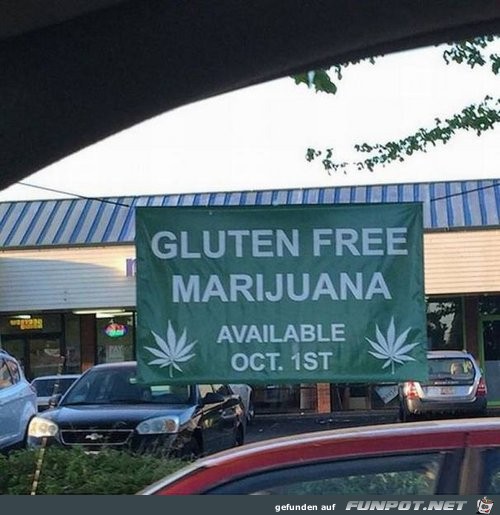 GLUTEN FREE
MARIJUANA
AVAILABLE
OCT. 1ST
gefunden auf FUNPOT.NET